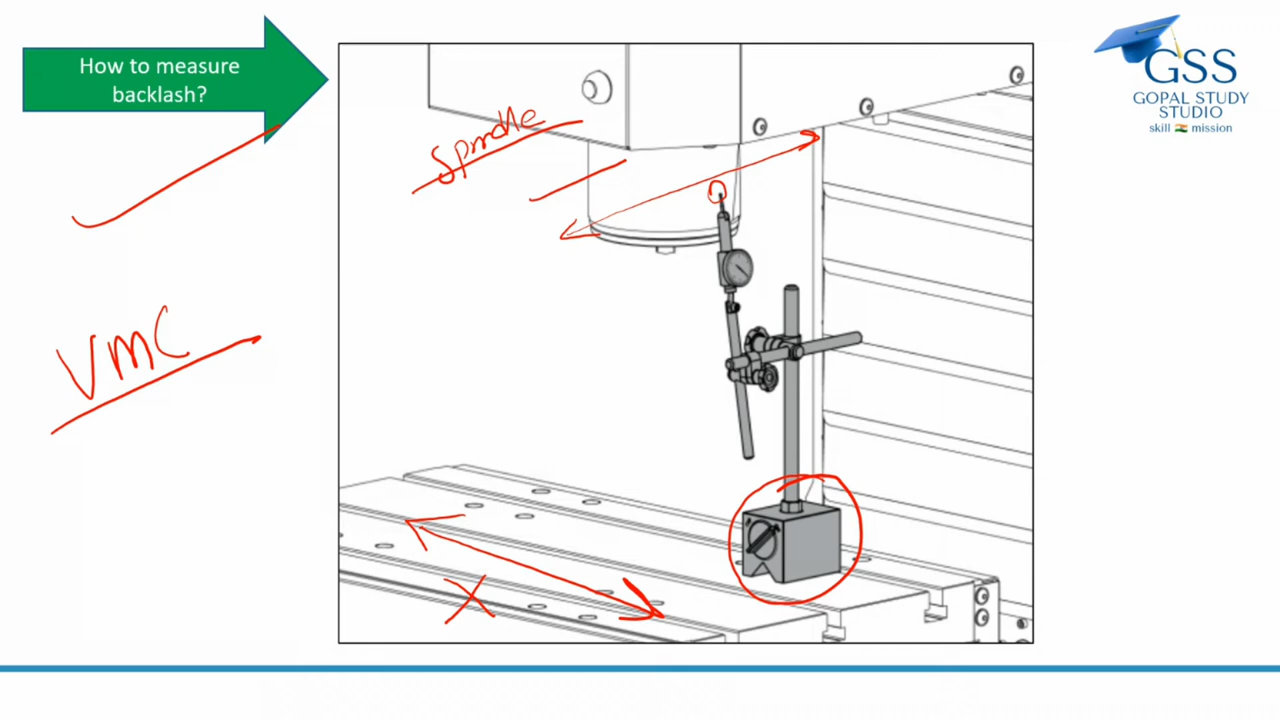 How to measure
backlash?
GSS
GOPAL STUDY
STUDIO
skill mission
Spindle
VMC
X